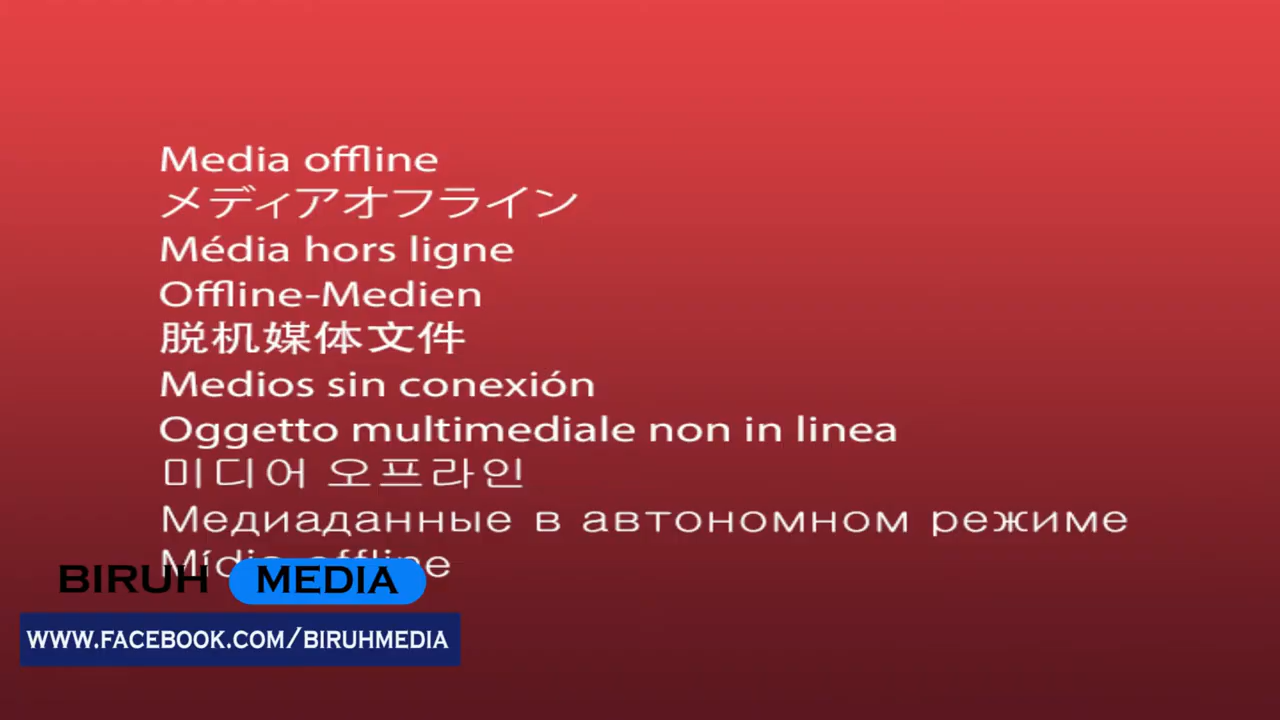 Media offline
メディアオフライン
Média hors ligne
Offline-Medien
脱机媒体文件
Medios sin conexión
Oggetto multimediale non in linea
미디어 오프라인
Медиаданные в автономном режиме
Mídia offline
BIRUH MEDIA
WWW.FACEBOOK.COM/BIRUHMEDIA